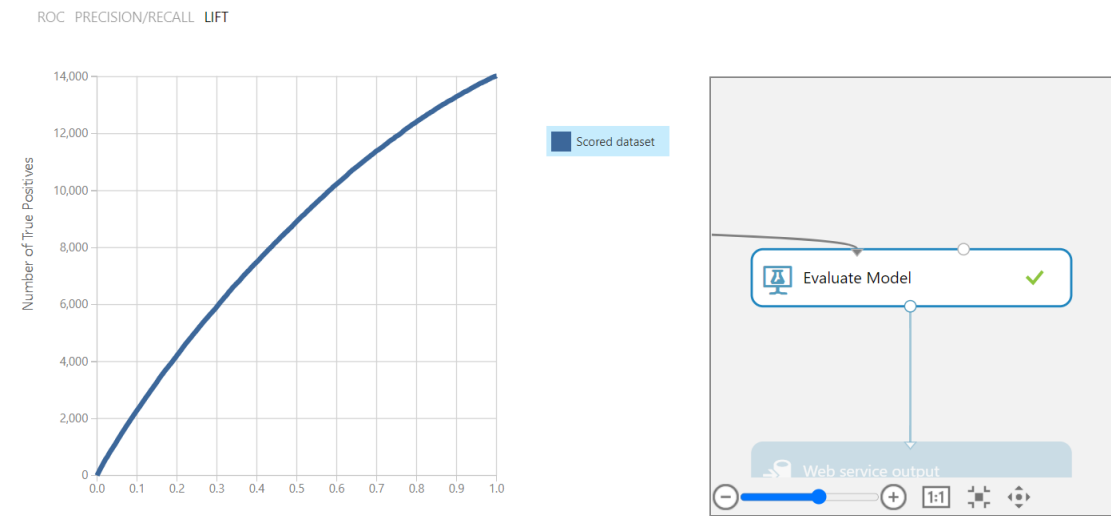 ROC PRECISION/RECALL LIFT
14,000
12,000
10,000
8,000
6,000
4,000
2,000
0
Number of True Positives
0.0 0.1 0.2 0.3 0.4 0.5 0.6 0.7 0.8 0.9 1.0
Scored dataset
Evaluate Model
Web service output
1:1